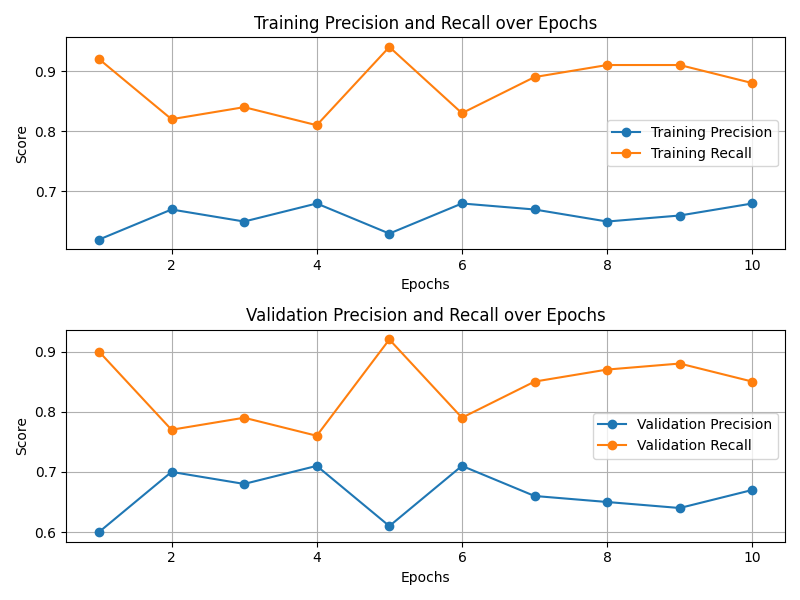 Training Precision and Recall over Epochs
Score
0.9
0.8
0.7
Training Precision
Training Recall
2 4 6 8 10
Epochs
Validation Precision and Recall over Epochs
Score
0.9
0.8
0.7
0.6
Validation Precision
Validation Recall
2 4 6 8 10
Epochs